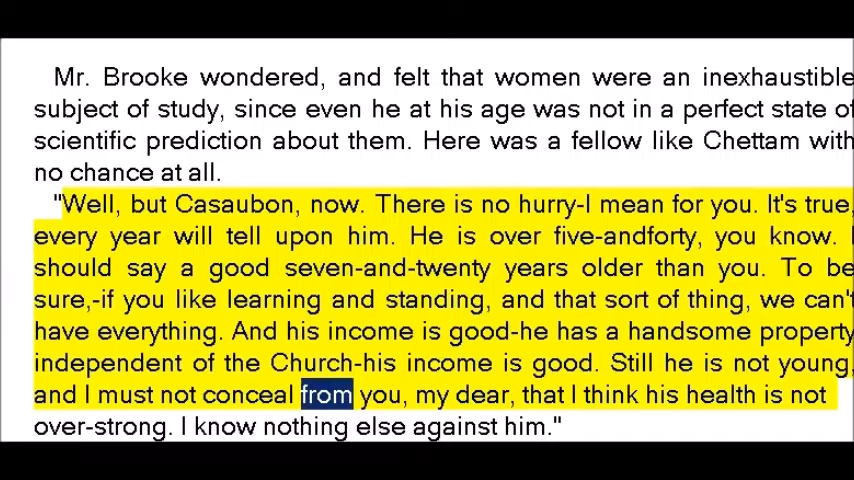 Mr. Brooke wondered, and felt that women were an inexhaustible
subject of study, since even he at his age was not in a perfect state of
scientific prediction about them. Here was a fellow like Chettam with
no chance at all.
"Well, but Casaubon, now. There is no hurry-I mean for you. It's true,
every year will tell upon him. He is over five-andforty, you know. I
should say a good seven-and-twenty years older than you. To be
sure,-if you like learning and standing, and that sort of thing, we can't
have everything. And his income is good-he has a handsome property
independent of the Church-his income is good. Still he is not young,
and I must not conceal from you, my dear, that I think his health is not
over-strong. I know nothing else against him."